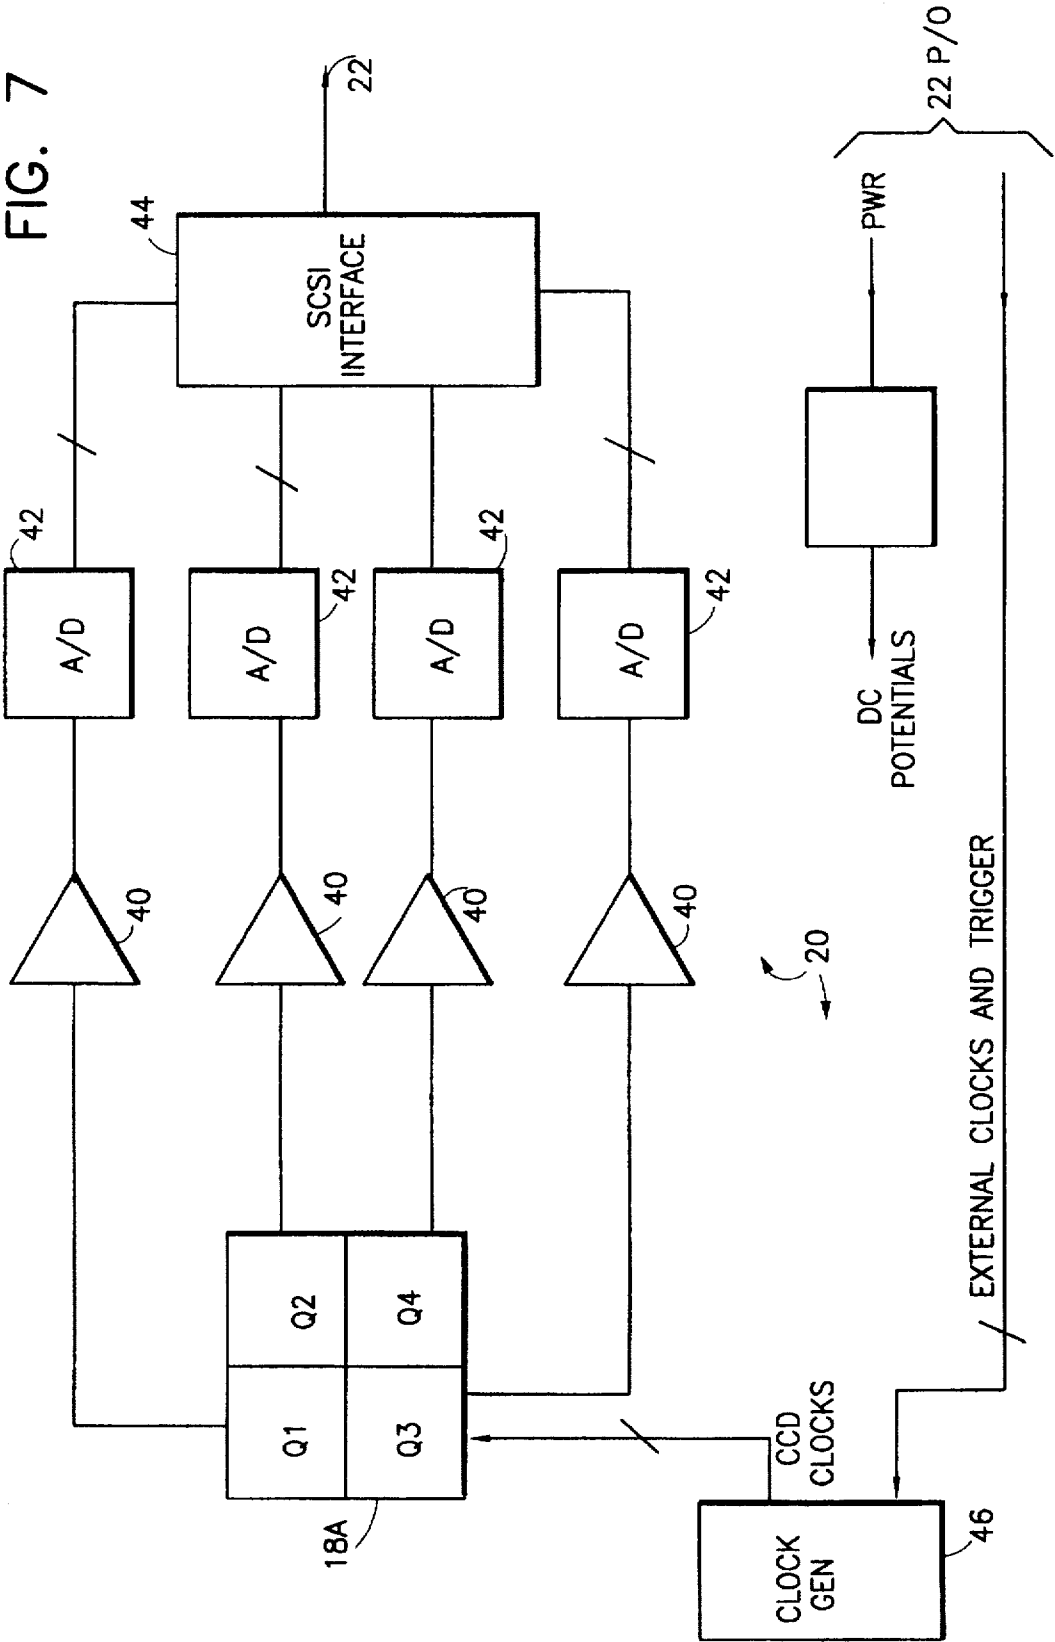 FIG. 7
42
A/D
40
44
SCSI
INTERFACE
22
A/D
42
40
Q1
Q2
Q3
Q4
18A
A/D
42
40
A/D
42
40
20
CCD
CLOCKS
CLOCK
GEN
46
DC
POTENTIALS
PWR
22 P/O
EXTERNAL CLOCKS AND TRIGGER